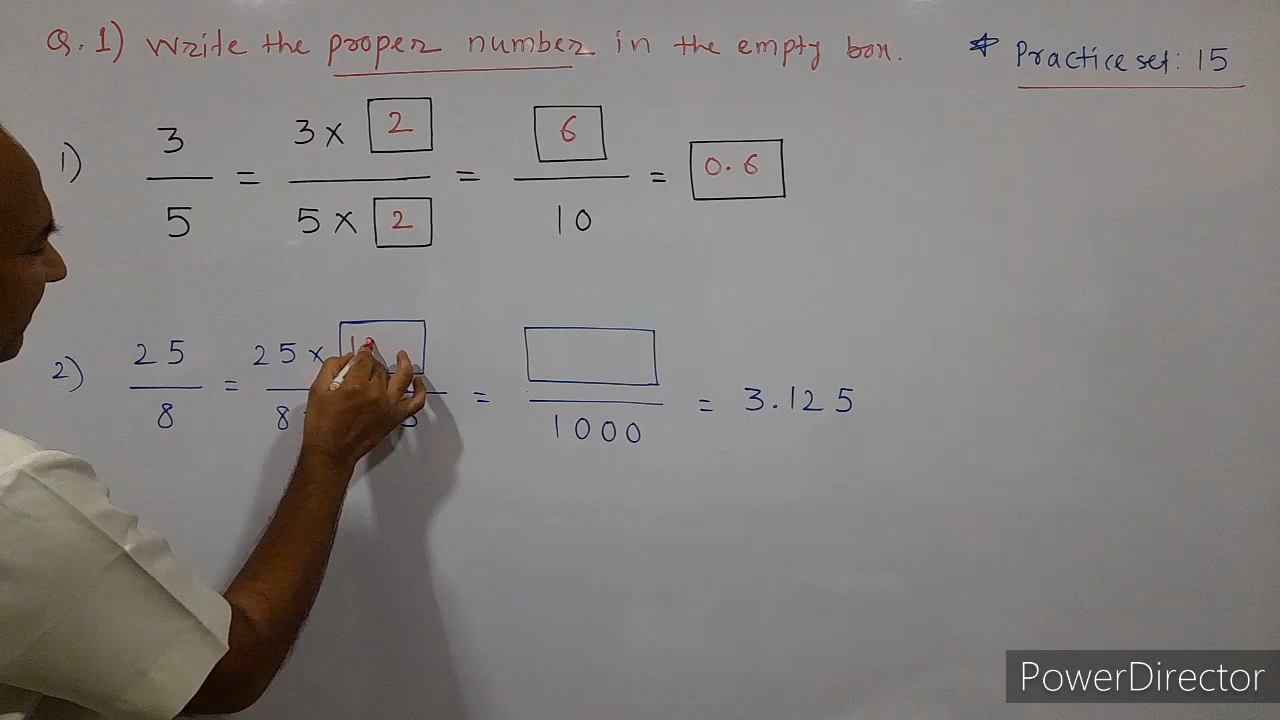 Q. 1) Write the proper number in the empty box.
* Practice set: 15
1) 3/5 = 3 x 2 / 5 x 2 = 6/10 = 0.6
2) 25/8 = 25 x 12 / 8 = /1000 = 3.125
PowerDirector